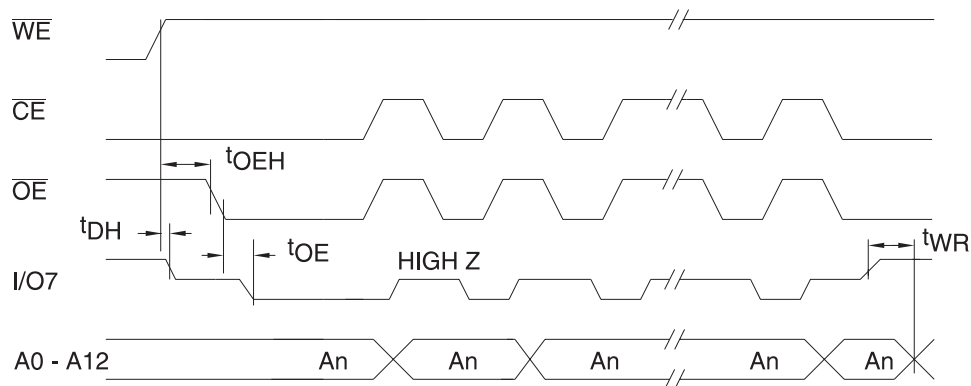 WE
CE
tOEH
OE
tDH
tOE
tWR
HIGH Z
I/O7
A0 - A12 An An An An An